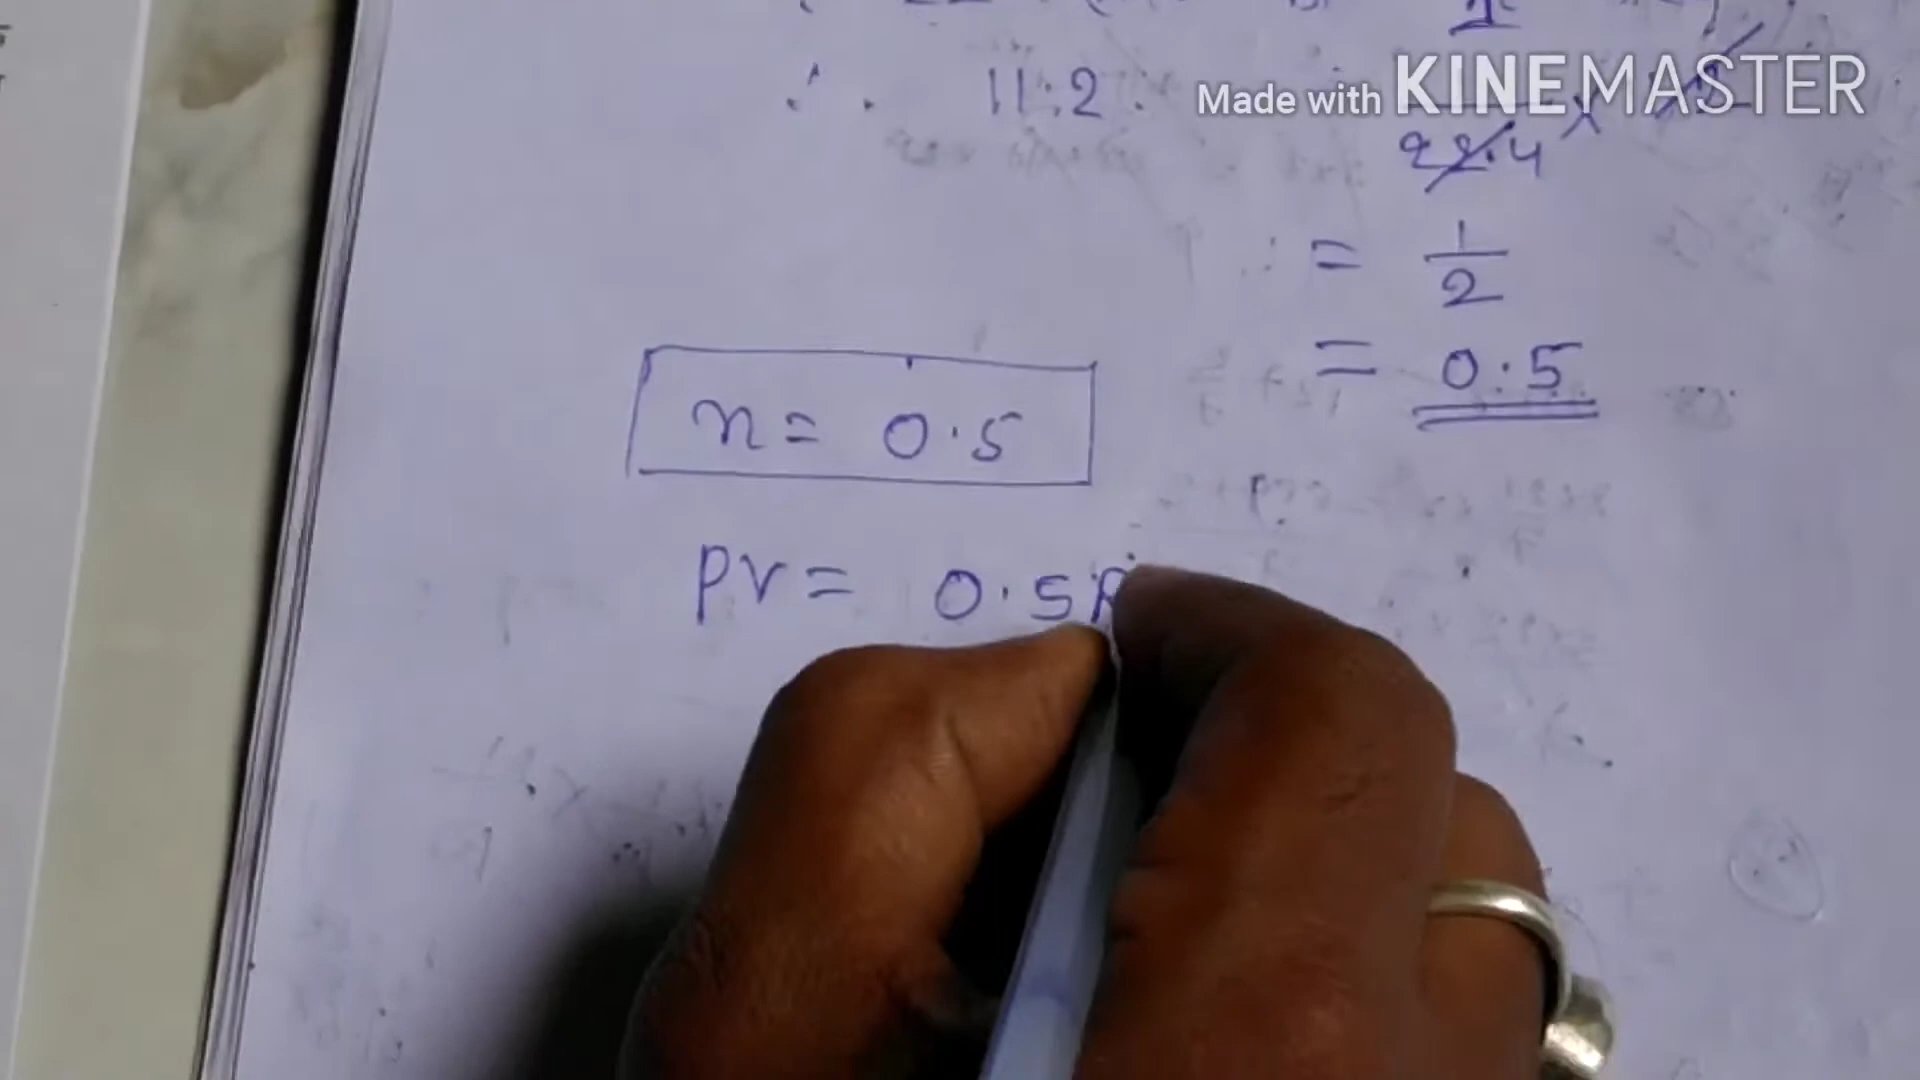 11.2
Made with KINEMASTER
22.4 ×
= 1/2
= 0.5
n = 0.5
PV = 0.5R